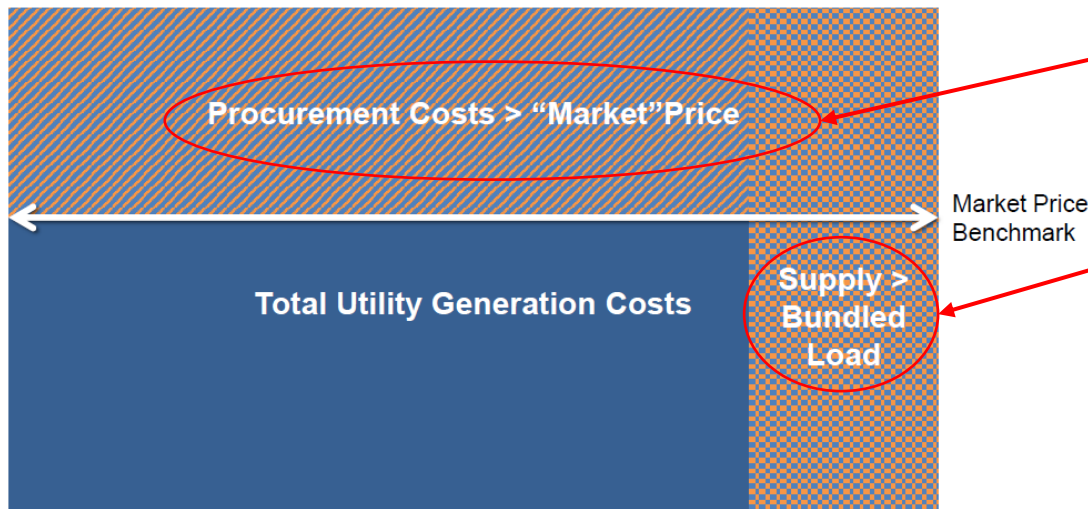 Procurement Costs > “Market”Price
Market Price
Benchmark
Total Utility Generation Costs
Supply >
Bundled
Load